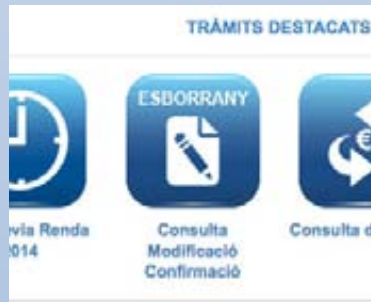 TRÀMITS DESTACATS
ESBORRANY
Renda
2014
Consulta
Modificació
Confirmació
Consulta d